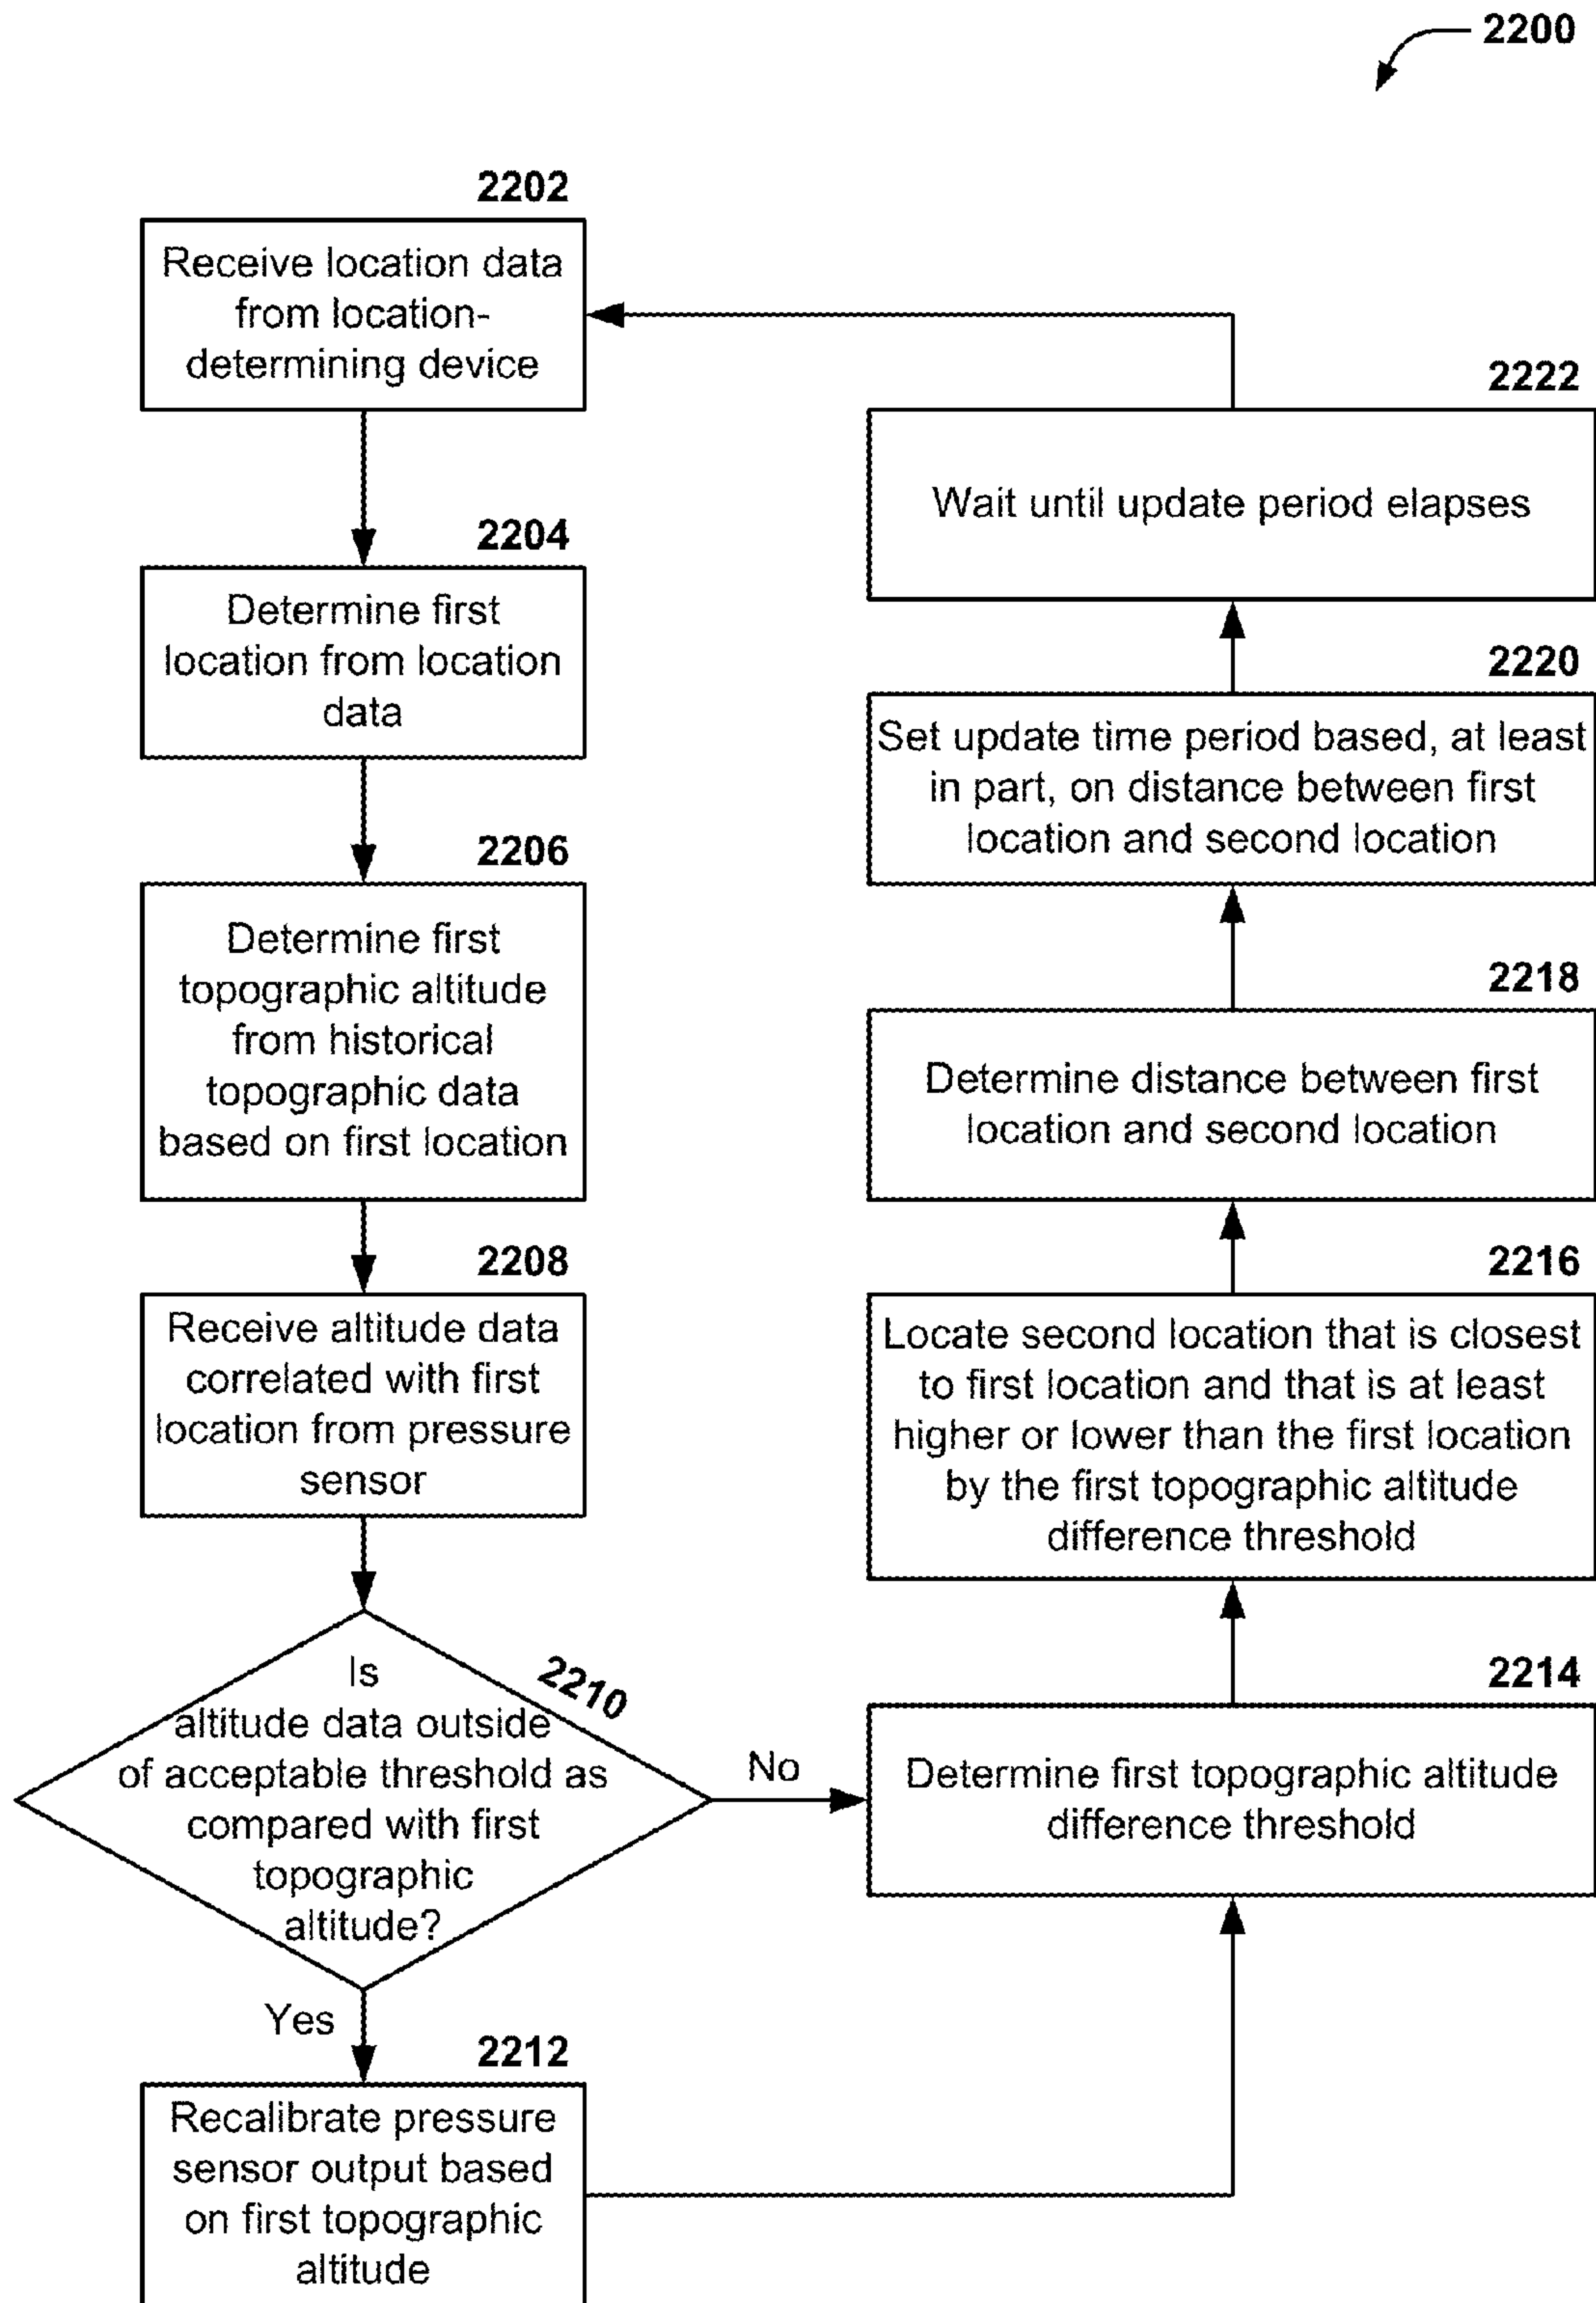 2200
2202
Receive location data
from location-
determining device
2204
Determine first
location from location
data
2206
Determine first
topographic altitude
from historical
topographic data
based on first location
2208
Receive altitude data
correlated with first
location from pressure
sensor
2210
Is
altitude data outside
of acceptable threshold as
compared with first
topographic
altitude?
No
Yes
2212
Recalibrate pressure
sensor output based
on first topographic
altitude
2214
Determine first topographic altitude
difference threshold
2216
Locate second location that is closest
to first location and that is at least
higher or lower than the first location
by the first topographic altitude
difference threshold
2218
Determine distance between first
location and second location
2220
Set update time period based, at least
in part, on distance between first
location and second location
2222
Wait until update period elapses